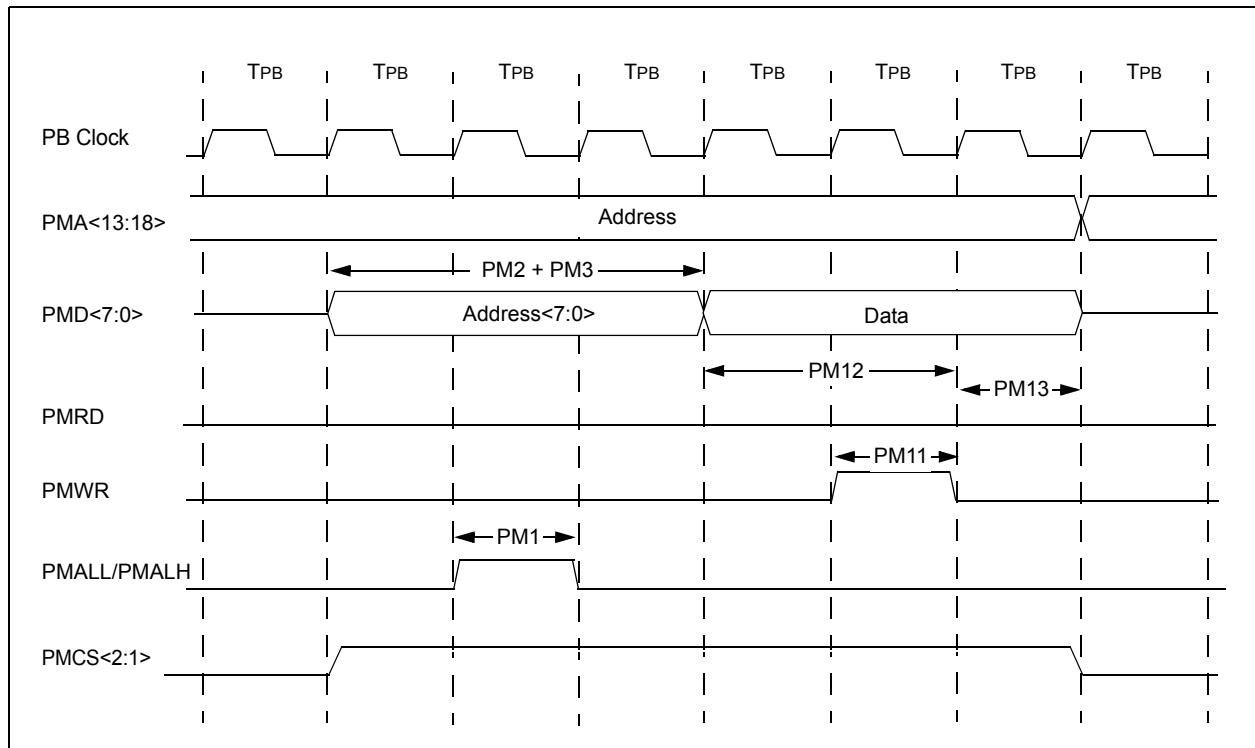 TPB TPB TPB TPB TPB TPB TPB TPB
PB Clock
PMA<13:18>
Address
PM2 + PM3
PMD<7:0>
Address<7:0>
Data
PM12
PM13
PMRD
PM11
PMWR
PM1
PMALL/PMALH
PMCS<2:1>